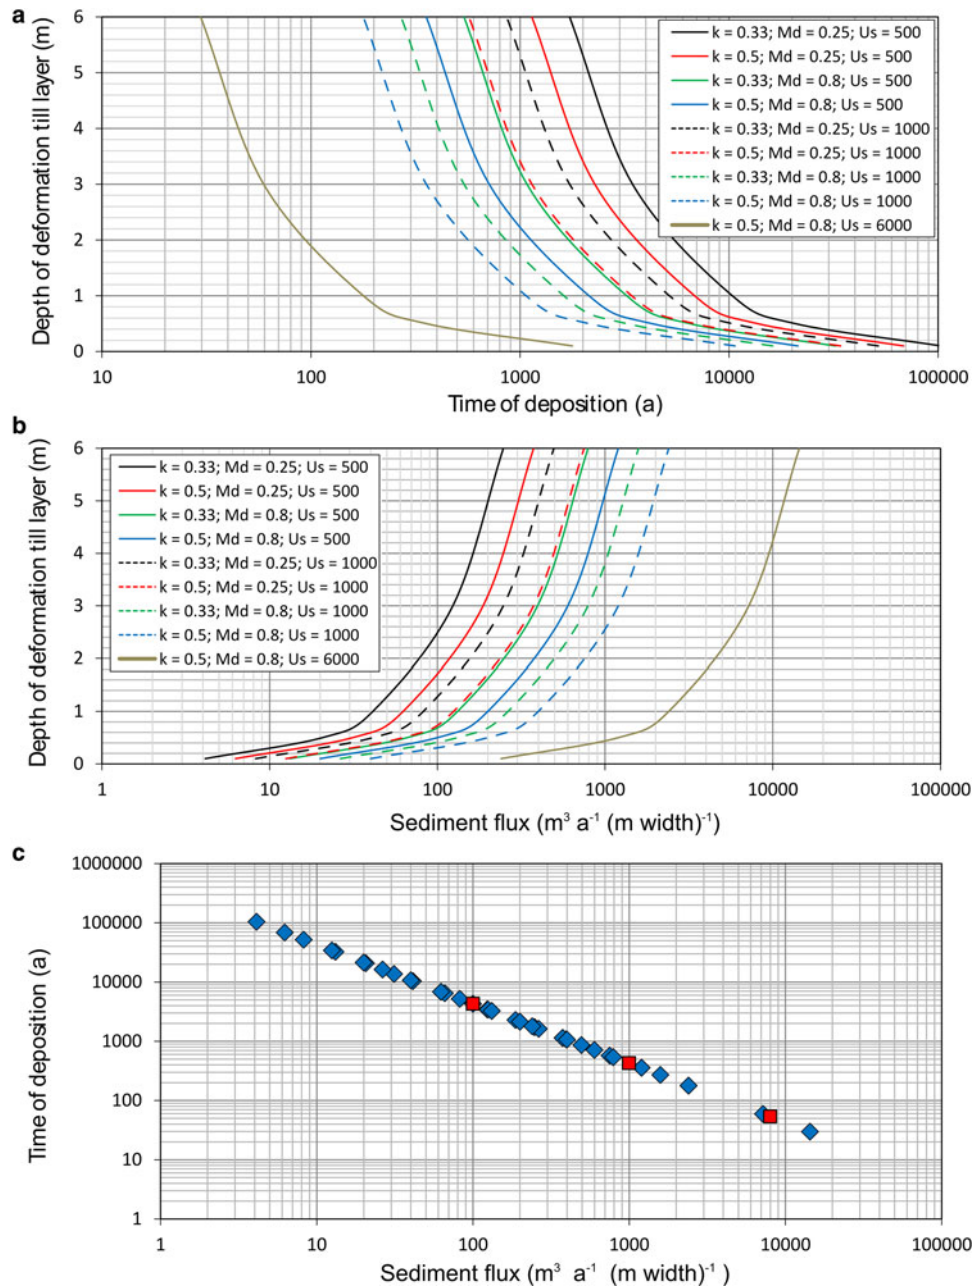 a
6
5
4
3
2
1
0
Depth of deformation till layer (m)
k = 0.33; Md = 0.25; Us = 500
k = 0.5; Md = 0.25; Us = 500
k = 0.33; Md = 0.8; Us = 500
k = 0.5; Md = 0.8; Us = 500
k = 0.33; Md = 0.25; Us = 1000
k = 0.5; Md = 0.25; Us = 1000
k = 0.33; Md = 0.8; Us = 1000
k = 0.5; Md = 0.8; Us = 1000
k = 0.5; Md = 0.8; Us = 6000
10 100 1000 10000 100000
Time of deposition (a)
b
6
5
4
3
2
1
0
Depth of deformation till layer (m)
k = 0.33; Md = 0.25; Us = 500
k = 0.5; Md = 0.25; Us = 500
k = 0.33; Md = 0.8; Us = 500
k = 0.5; Md = 0.8; Us = 500
k = 0.33; Md = 0.25; Us = 1000
k = 0.5; Md = 0.25; Us = 1000
k = 0.33; Md = 0.8; Us = 1000
k = 0.5; Md = 0.8; Us = 1000
k = 0.5; Md = 0.8; Us = 6000
1 10 100 1000 10000 100000
Sediment flux (m³ a⁻¹ (m width)⁻¹)
c
1000000
100000
10000
1000
100
10
1
Time of deposition (a)
1 10 100 1000 10000 100000
Sediment flux (m³ a⁻¹ (m width)⁻¹ )